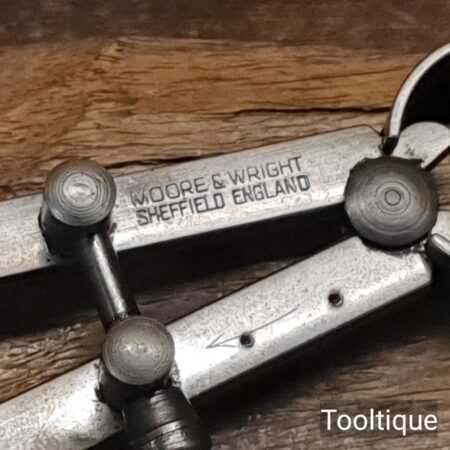 MOORE & WRIGHT
SHEFFIELD ENGLAND
Tooltique